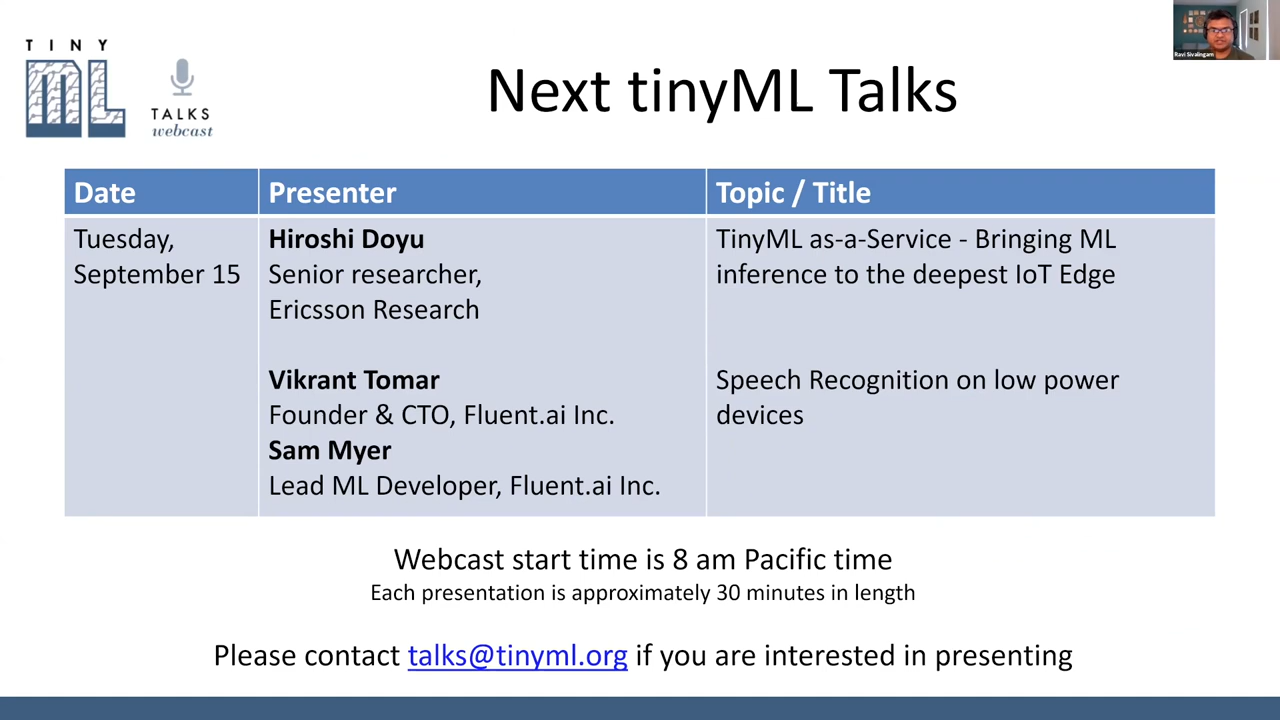 TINY
ML
TALKS
webcast
Next tinyML Talks
Ravi Sivalingam
Date
Presenter
Topic / Title
Tuesday,
September 15
Hiroshi Doyu
Senior researcher,
Ericsson Research
TinyML as-a-Service - Bringing ML
inference to the deepest IoT Edge
Vikrant Tomar
Founder & CTO, Fluent.ai Inc.
Sam Myer
Lead ML Developer, Fluent.ai Inc.
Speech Recognition on low power
devices
Webcast start time is 8 am Pacific time
Each presentation is approximately 30 minutes in length
Please contact talks@tinyml.org if you are interested in presenting